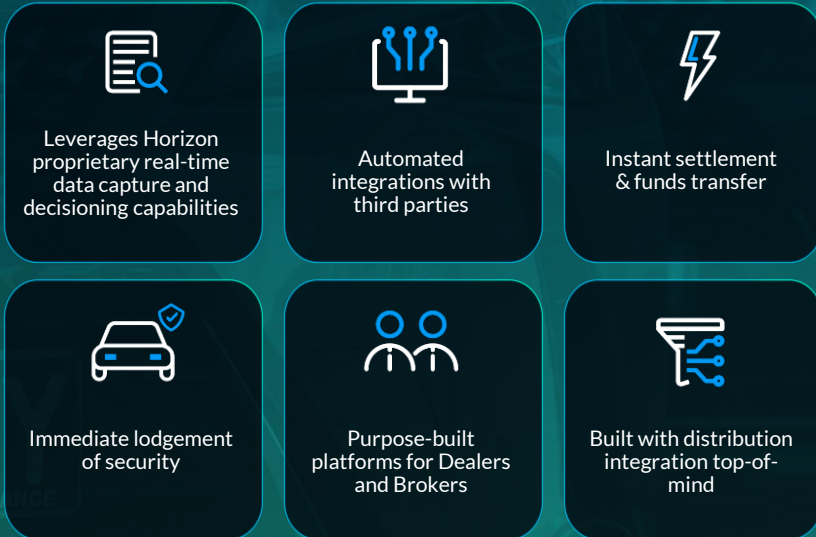 Leverages Horizon
proprietary real-time
data capture and
decisioning capabilities
Automated
integrations with
third parties
Instant settlement
& funds transfer
Immediate lodgement
of security
Purpose-built
platforms for Dealers
and Brokers
Built with distribution
integration top-of-
mind